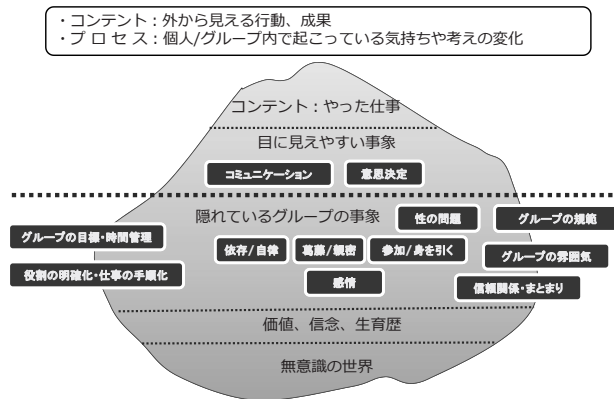 ・コンテント：外から見える行動、成果
・プ ロ セ ス：個人/グループ内で起こっている気持ちや考えの変化
コンテント：やった仕事
目に見えやすい事象
コミュニケーション
意思決定
隠れているグループの事象
性の問題
グループの規範
グループの目標・時間管理
依存/自律
葛藤/親密
参加/身を引く
グループの雰囲気
役割の明確化・仕事の手順化
感情
信頼関係・まとまり
価値、信念、生育歴
無意識の世界